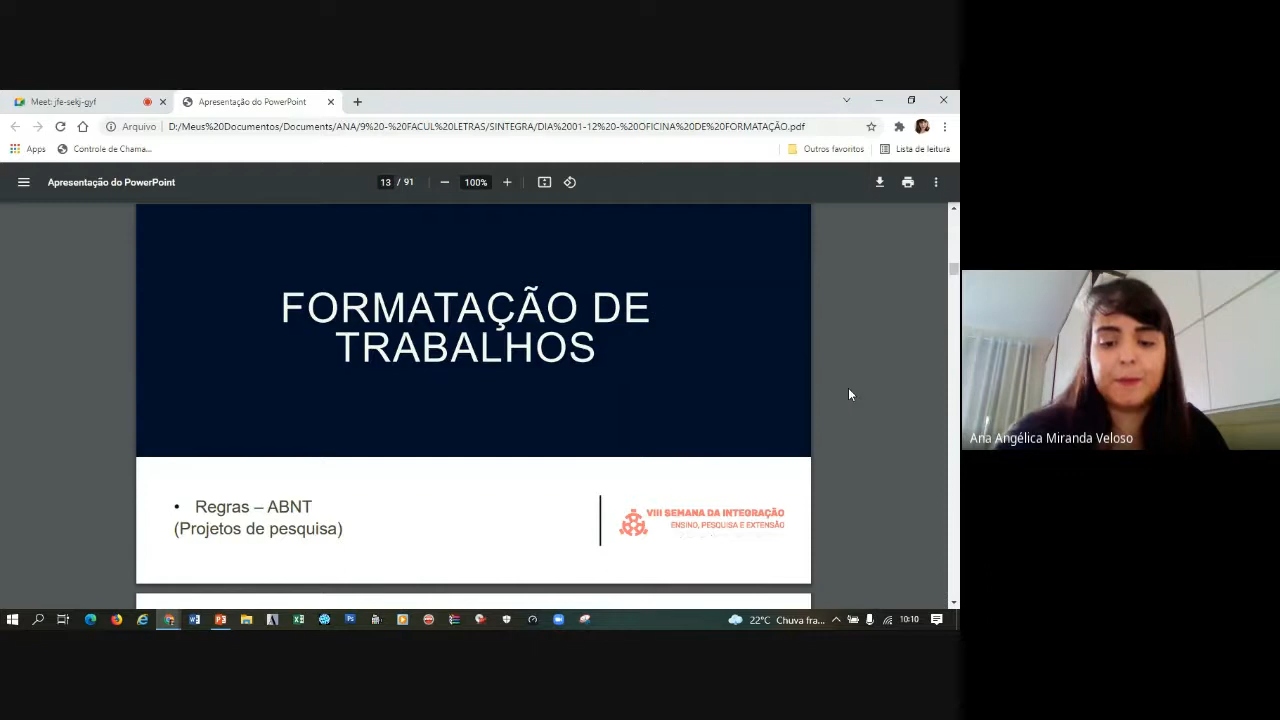 Meet: jfe-sekj-gyf
Apresentação do PowerPoint
Arquivo
D:/Meus%20Documentos/Documents/ANA/9%20-%20FACUL%20LETRAS/SINTEGRA/DIA%2001-12%20-%20OFICINA%20DE%20FORMATAÇÃO.pdf
Apps
Controle de Chama...
Outros favoritos
Lista de leitura
Apresentação do PowerPoint
13 / 91
100%
FORMATAÇÃO DE
TRABALHOS
• Regras – ABNT
(Projetos de pesquisa)
VIII SEMANA DA INTEGRAÇÃO
ENSINO, PESQUISA E EXTENSÃO
Ana Angélica Miranda Veloso
22°C Chuva fra...
10:10